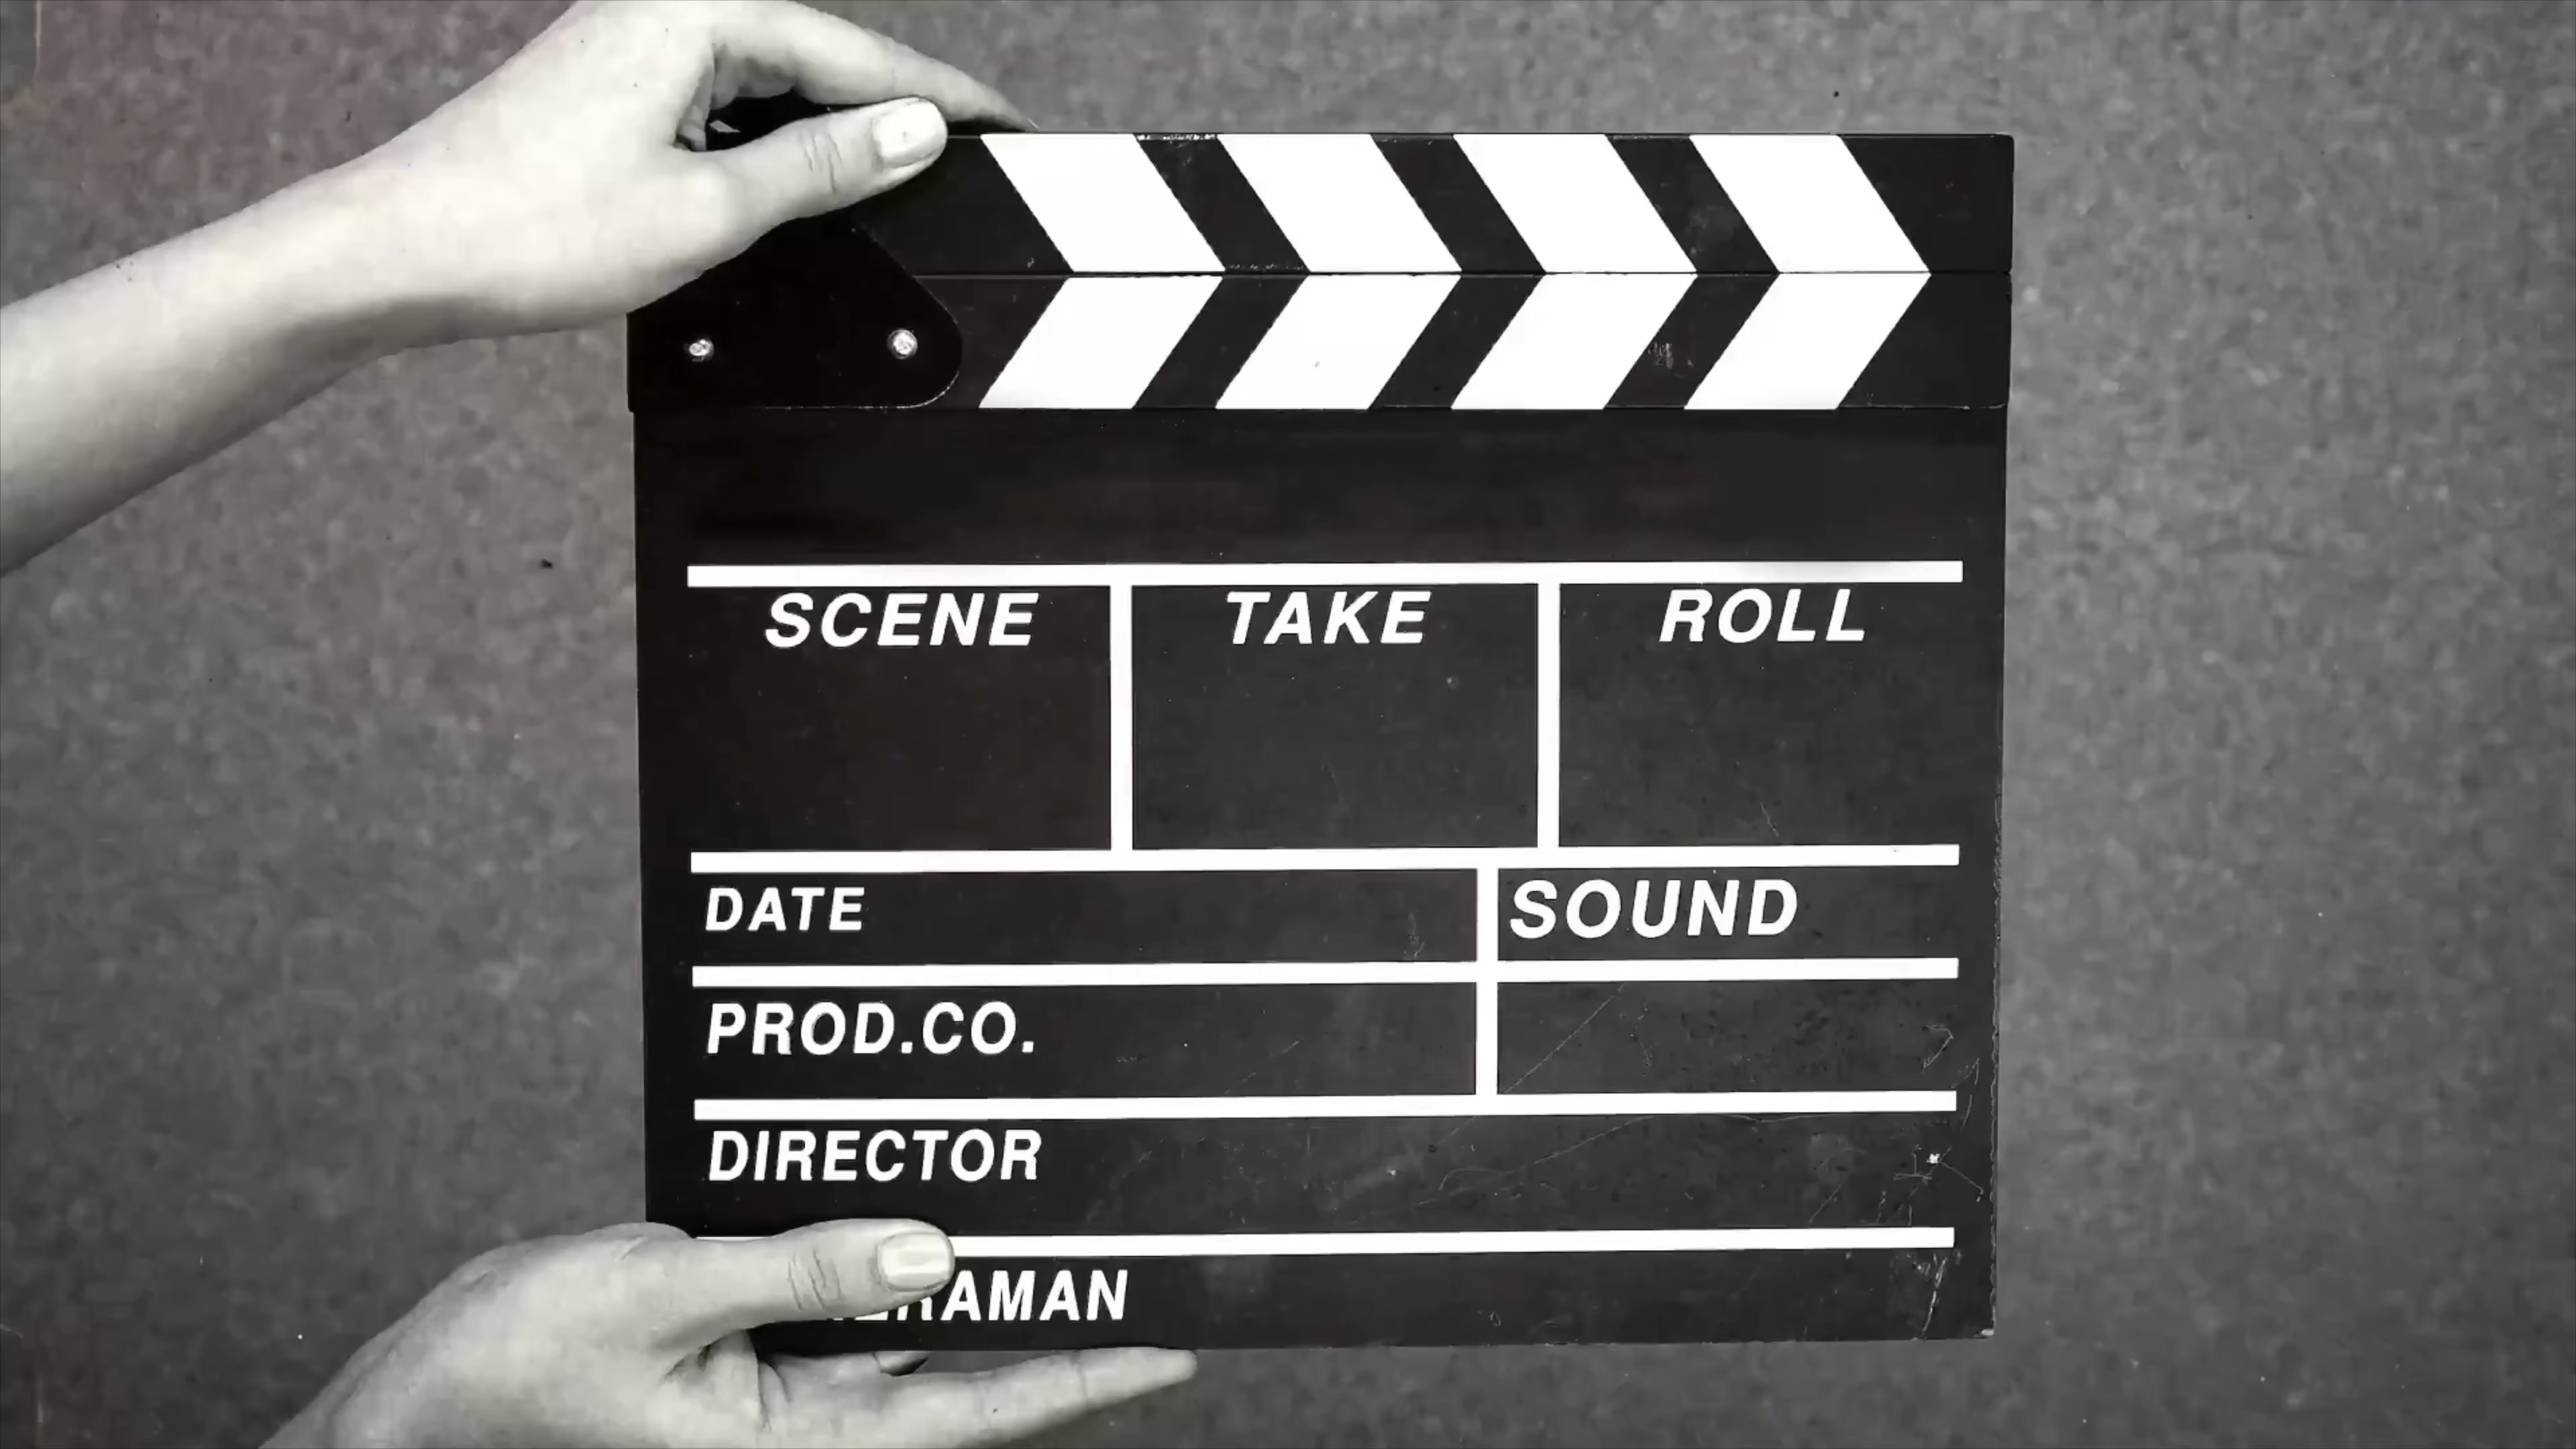 SCENE TAKE ROLL
DATE SOUND
PROD.CO.
DIRECTOR